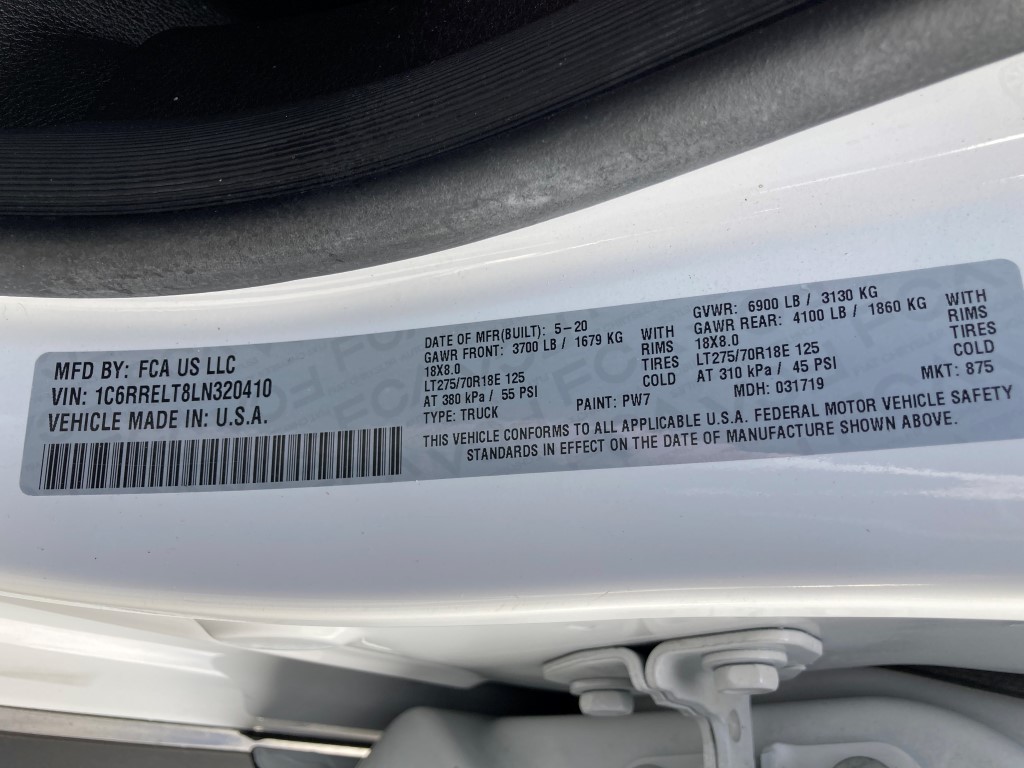 MFD BY: FCA US LLC
VIN: 1C6RRELT8LN320410
VEHICLE MADE IN: U.S.A.
DATE OF MFR(BUILT): 5-20
GAWR FRONT: 3700 LB / 1679 KG WITH
18X8.0 RIMS
LT275/70R18E 125 TIRES
AT 380 kPa / 55 PSI COLD
TYPE: TRUCK PAINT: PW7
GVWR: 6900 LB / 3130 KG
GAWR REAR: 4100 LB / 1860 KG WITH
18X8.0 RIMS
LT275/70R18E 125 TIRES
AT 310 kPa / 45 PSI COLD
MDH: 031719 MKT: 875
THIS VEHICLE CONFORMS TO ALL APPLICABLE U.S.A. FEDERAL MOTOR VEHICLE SAFETY
STANDARDS IN EFFECT ON THE DATE OF MANUFACTURE SHOWN ABOVE.